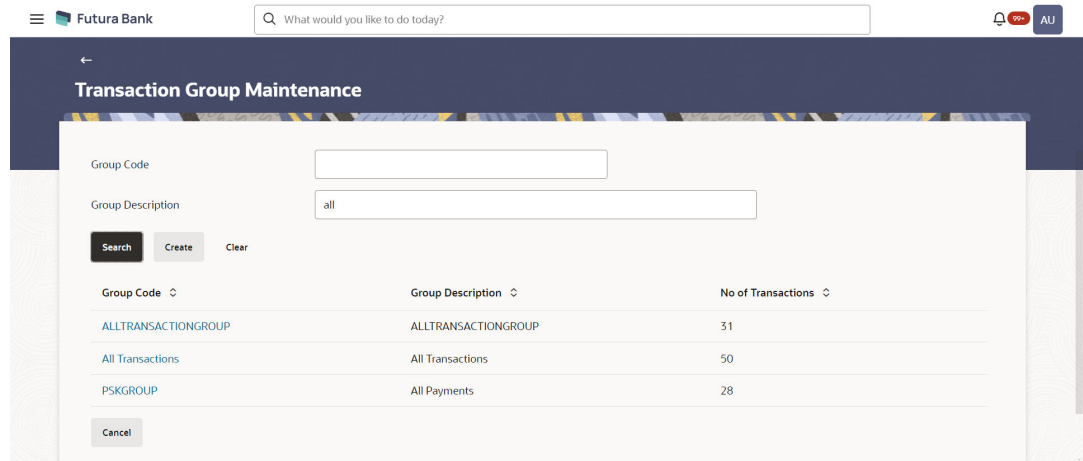 Futura Bank
What would you like to do today?
99+
AU
Transaction Group Maintenance
Group Code
Group Description
all
Search Create Clear
Group Code Group Description No of Transactions
ALLTRANSACTIONGROUP ALLTRANSACTIONGROUP 31
All Transactions All Transactions 50
PSKGROUP All Payments 28
Cancel